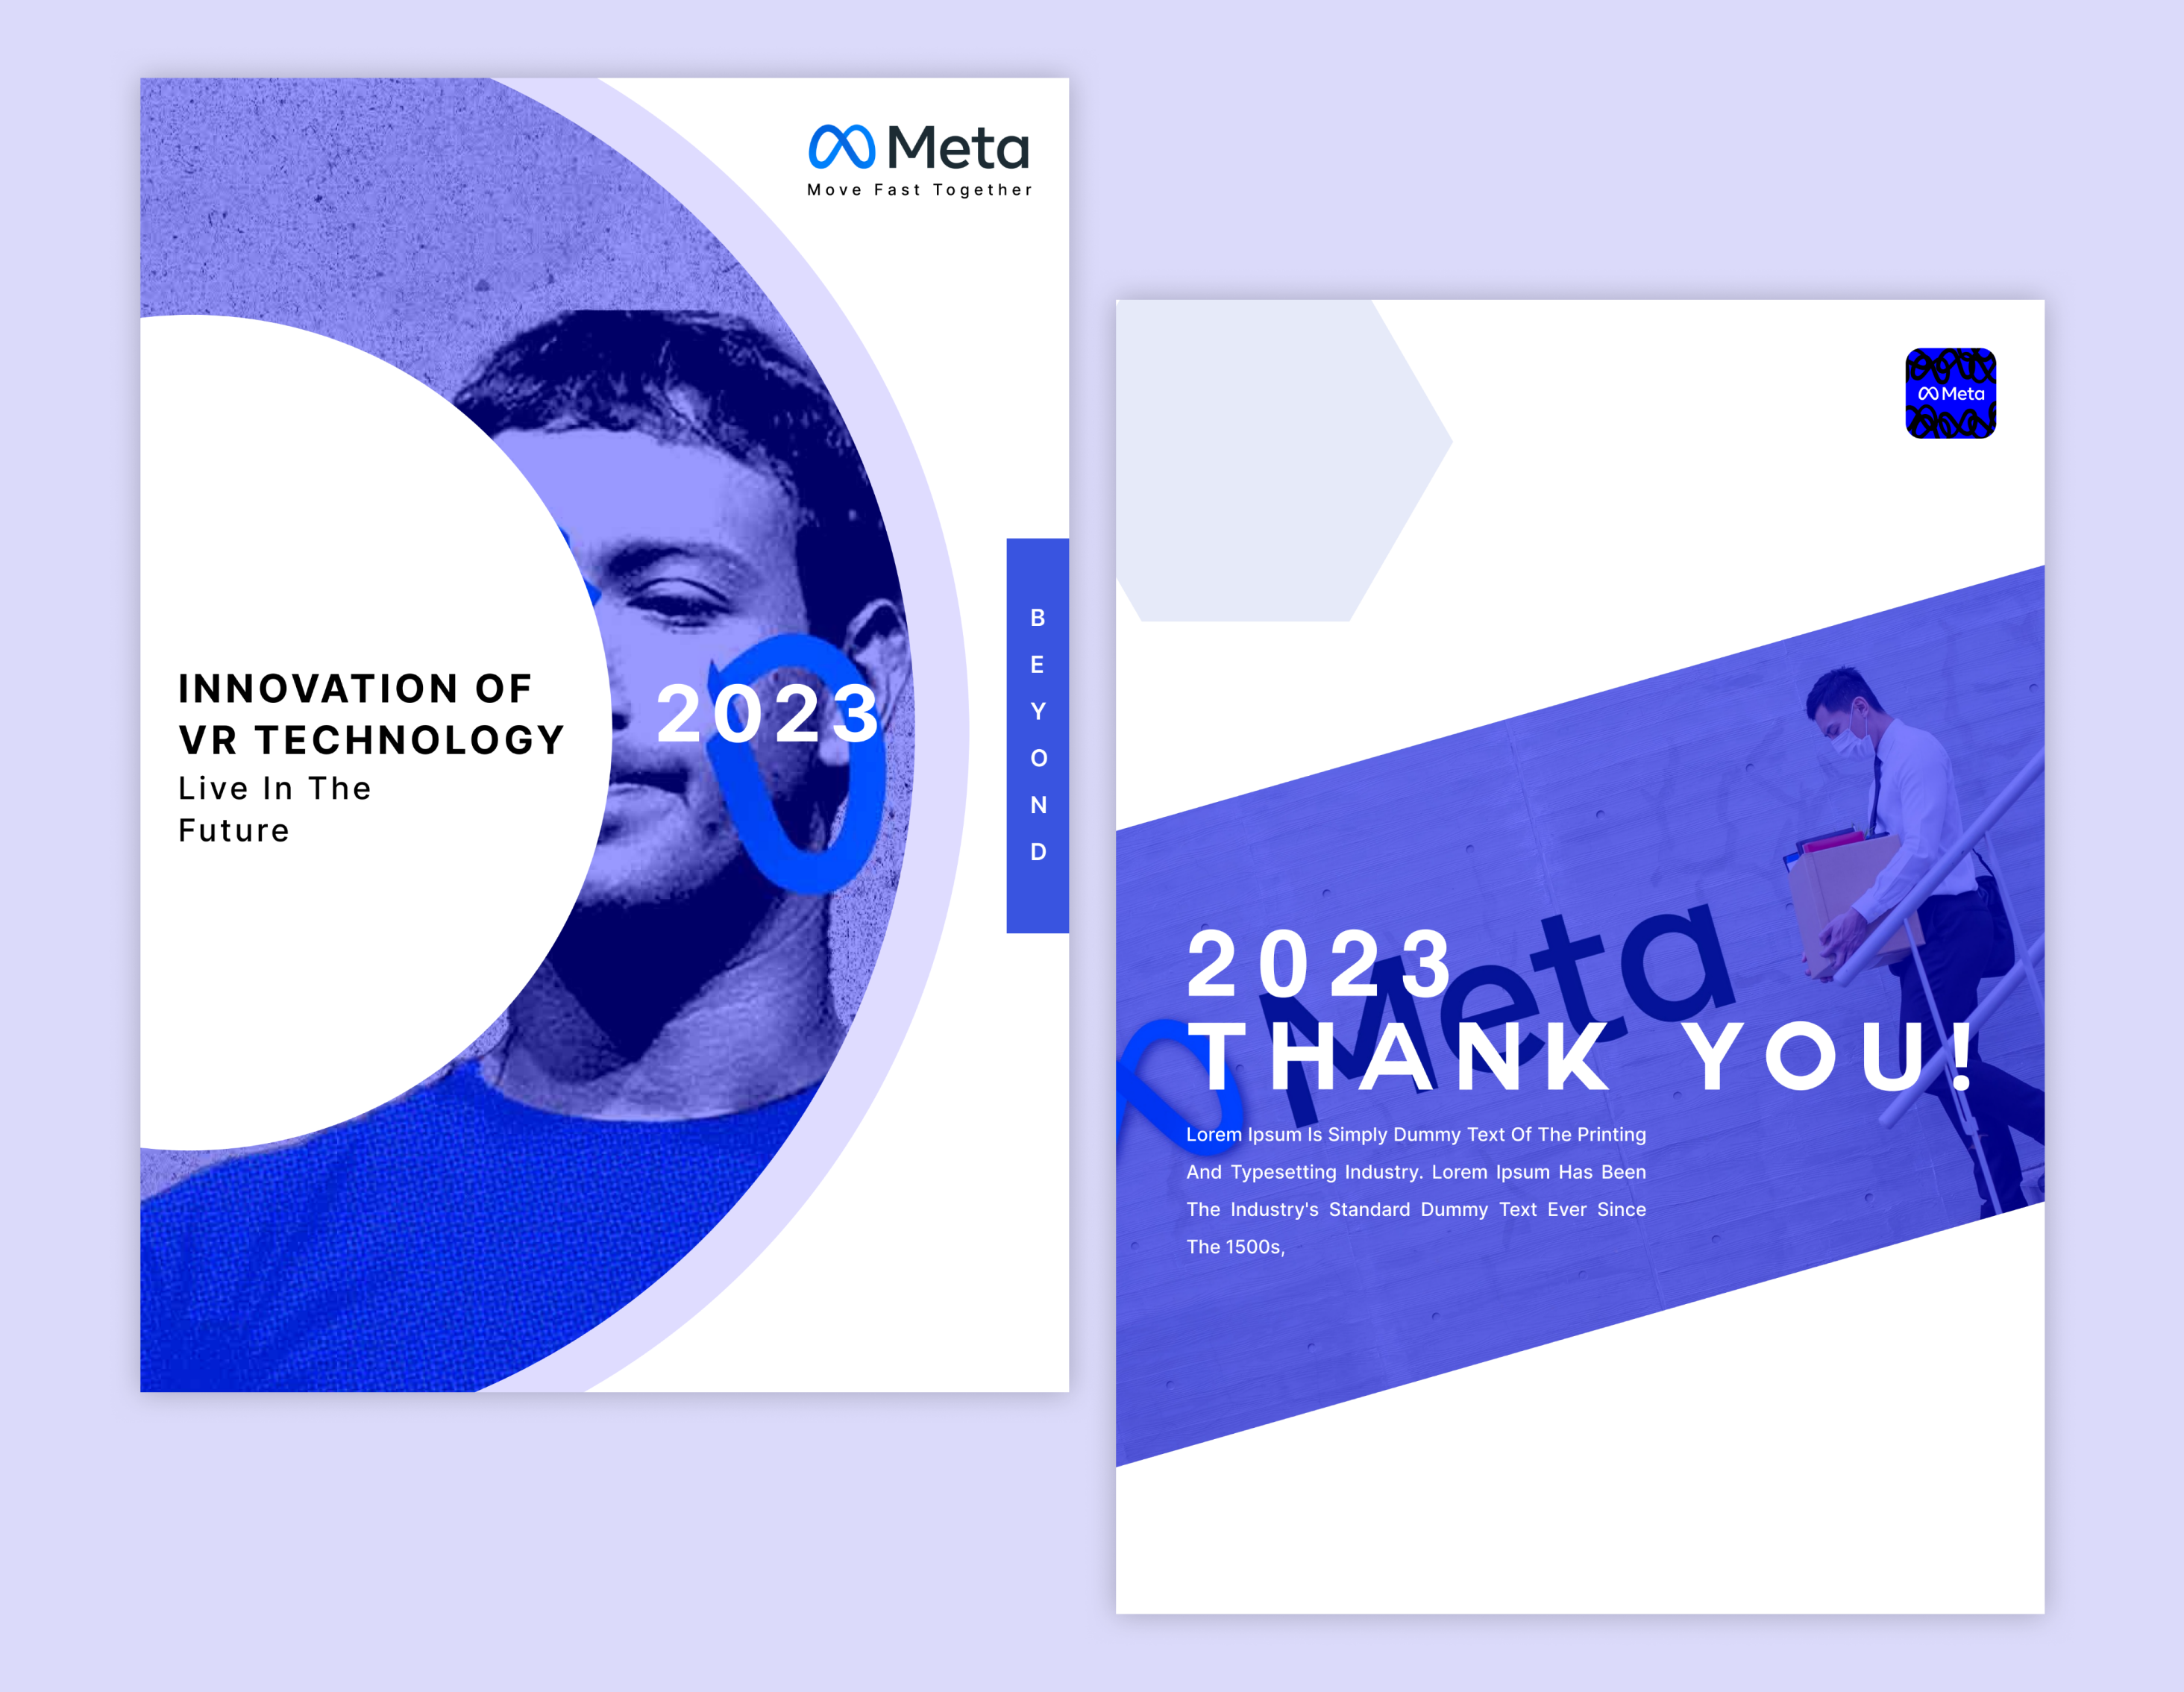 Meta
Move Fast Together
INNOVATION OF
VR TECHNOLOGY
Live In The
Future
2023
BEYOND
Meta
Meta
2023
THANK YOU!
Lorem Ipsum Is Simply Dummy Text Of The Printing
And Typesetting Industry. Lorem Ipsum Has Been
The Industry's Standard Dummy Text Ever Since
The 1500s,